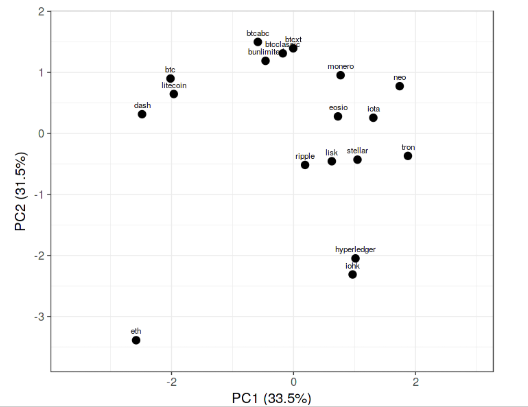 2
1
0
-1
-2
-3
PC2 (31.5%)
btcabc
btcxt
btcclassic
bunlimited
btc
litecoin
dash
monero
neo
eosio
iota
ripple
lisk
stellar
tron
hyperledger
iohk
eth
-2
0
2
PC1 (33.5%)